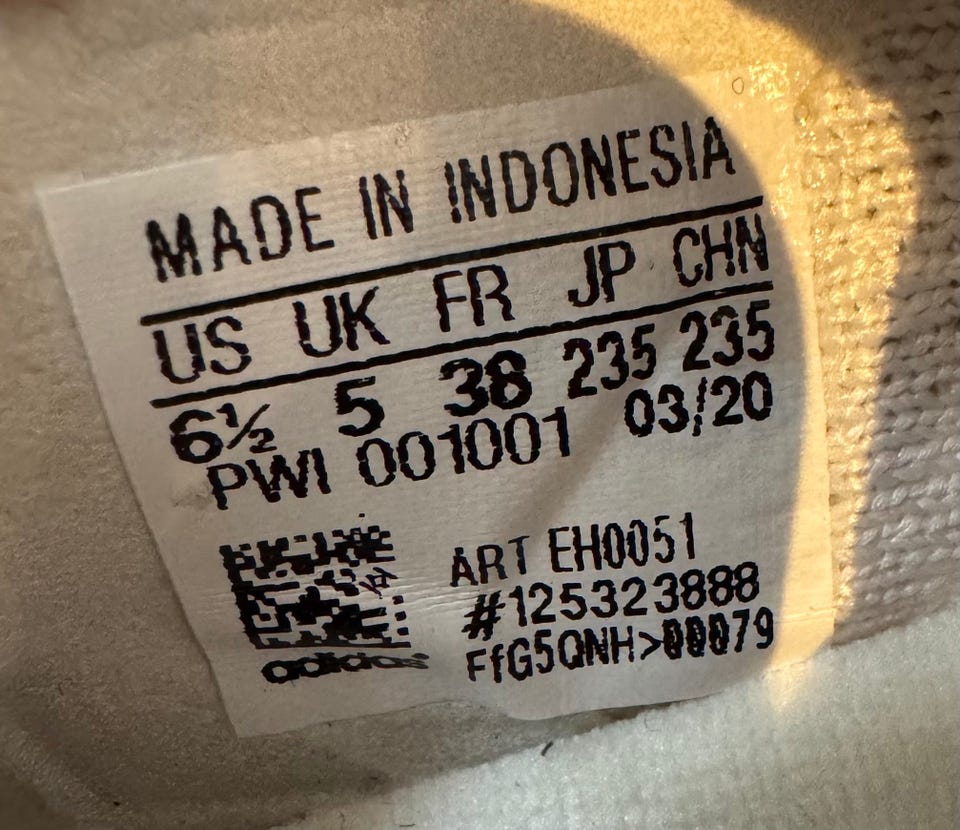 MADE IN INDONESIA
US UK FR JP CHN
6½ 5 38 235 235
PWI 001001 03/20
ART EH0051
#125323888
FfG5QNH>00079
adidas